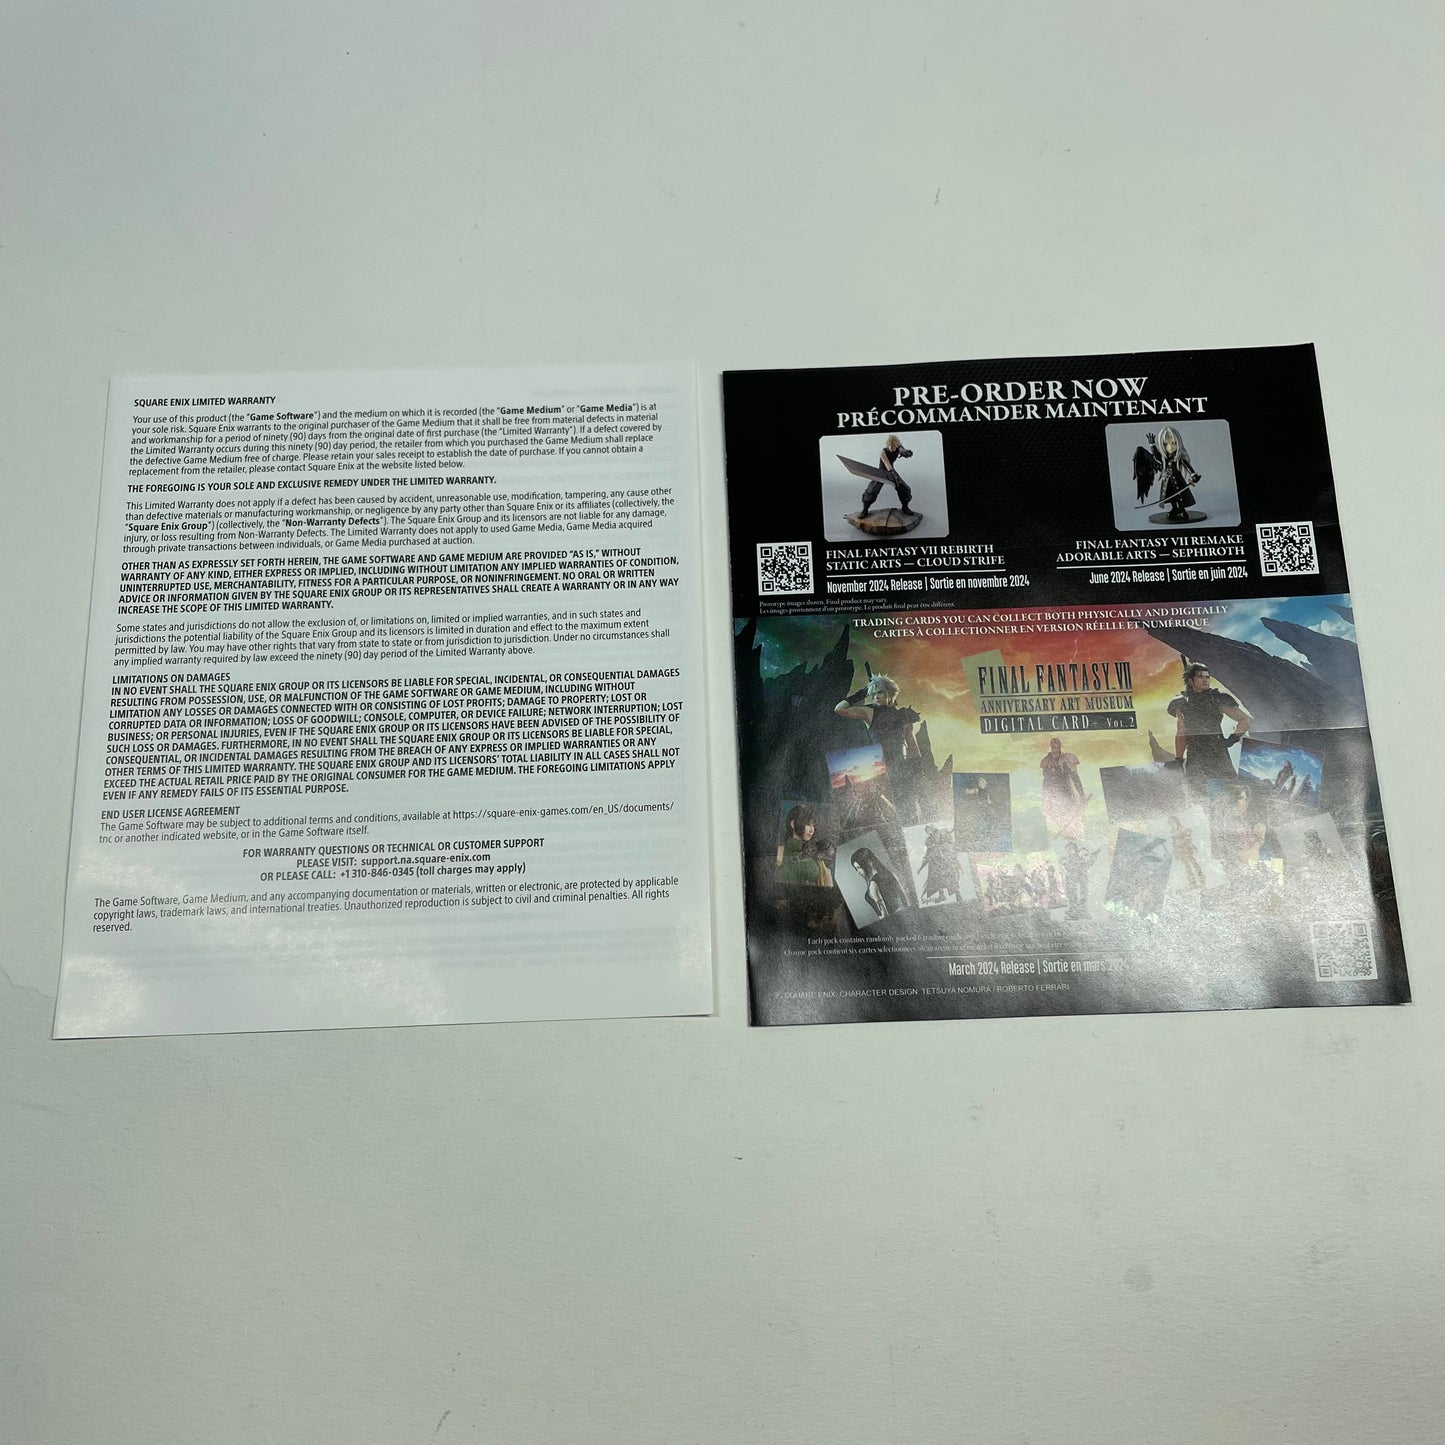 SQUARE ENIX LIMITED WARRANTY
Your use of this product (the "Game Software") and the medium on which it is recorded (the "Game Medium" or "Game Media") is at
your sole risk. Square Enix warrants to the original purchaser of the Game Medium that it shall be free from material defects in material
and workmanship for a period of ninety (90) days from the original date of first purchase (the "Limited Warranty"). If a defect covered by
the Limited Warranty occurs during this ninety (90) day period, the retailer from which you purchased the Game Medium shall replace
the defective Game Medium free of charge. Please retain your sales receipt to establish the date of purchase. If you cannot obtain a
replacement from the retailer, please contact Square Enix at the website listed below.
THE FOREGOING IS YOUR SOLE AND EXCLUSIVE REMEDY UNDER THE LIMITED WARRANTY.
This Limited Warranty does not apply if a defect has been caused by accident, unreasonable use, modification, tampering, any cause other
than defective materials or manufacturing workmanship, or negligence by any party other than Square Enix or its affiliates (collectively, the
"Square Enix Group") (collectively, the "Non-Warranty Defects"). The Square Enix Group and its licensors are not liable for any damage,
injury, or loss resulting from Non-Warranty Defects. The Limited Warranty does not apply to used Game Media, Game Media acquired
through private transactions between individuals, or Game Media purchased at auction.
OTHER THAN AS EXPRESSLY SET FORTH HEREIN, THE GAME SOFTWARE AND GAME MEDIUM ARE PROVIDED "AS IS," WITHOUT
WARRANTY OF ANY KIND, EITHER EXPRESS OR IMPLIED, INCLUDING WITHOUT LIMITATION ANY IMPLIED WARRANTIES OF CONDITION,
UNINTERRUPTED USE, MERCHANTABILITY, FITNESS FOR A PARTICULAR PURPOSE, OR NONINFRINGEMENT. NO ORAL OR WRITTEN
ADVICE OR INFORMATION GIVEN BY THE SQUARE ENIX GROUP OR ITS REPRESENTATIVES SHALL CREATE A WARRANTY OR IN ANY WAY
INCREASE THE SCOPE OF THIS LIMITED WARRANTY.
Some states and jurisdictions do not allow the exclusion of, or limitations on, limited or implied warranties, and in such states and
jurisdictions the potential liability of the Square Enix Group and its licensors is limited in duration and effect to the maximum extent
permitted by law. You may have other rights that vary from state to state or from jurisdiction to jurisdiction. Under no circumstances shall
any implied warranty required by law exceed the ninety (90) day period of the Limited Warranty above.
LIMITATIONS ON DAMAGES
IN NO EVENT SHALL THE SQUARE ENIX GROUP OR ITS LICENSORS BE LIABLE FOR SPECIAL, INCIDENTAL, OR CONSEQUENTIAL DAMAGES
RESULTING FROM POSSESSION, USE, OR MALFUNCTION OF THE GAME SOFTWARE OR GAME MEDIUM, INCLUDING WITHOUT
LIMITATION ANY LOSSES OR DAMAGES CONNECTED WITH OR CONSISTING OF LOST PROFITS; DAMAGE TO PROPERTY; LOST OR
CORRUPTED DATA OR INFORMATION; LOSS OF GOODWILL; CONSOLE, COMPUTER, OR DEVICE FAILURE; NETWORK INTERRUPTION; LOST
BUSINESS; OR PERSONAL INJURIES, EVEN IF THE SQUARE ENIX GROUP OR ITS LICENSORS HAVE BEEN ADVISED OF THE POSSIBILITY OF
SUCH LOSS OR DAMAGES. FURTHERMORE, IN NO EVENT SHALL THE SQUARE ENIX GROUP OR ITS LICENSORS BE LIABLE FOR SPECIAL,
CONSEQUENTIAL, OR INCIDENTAL DAMAGES RESULTING FROM THE BREACH OF ANY EXPRESS OR IMPLIED WARRANTIES OR ANY
OTHER TERMS OF THIS LIMITED WARRANTY. THE SQUARE ENIX GROUP AND ITS LICENSORS' TOTAL LIABILITY IN ALL CASES SHALL NOT
EXCEED THE ACTUAL RETAIL PRICE PAID BY THE ORIGINAL CONSUMER FOR THE GAME MEDIUM. THE FOREGOING LIMITATIONS APPLY
EVEN IF ANY REMEDY FAILS OF ITS ESSENTIAL PURPOSE.
END USER LICENSE AGREEMENT
The Game Software may be subject to additional terms and conditions, available at https://square-enix-games.com/en_US/documents/
tnc or another indicated website, or in the Game Software itself.
FOR WARRANTY QUESTIONS OR TECHNICAL OR CUSTOMER SUPPORT
PLEASE VISIT: support.na.square-enix.com
OR PLEASE CALL: +1 310-846-0345 (toll charges may apply)
The Game Software, Game Medium, and any accompanying documentation or materials, written or electronic, are protected by applicable
copyright laws, trademark laws, and international treaties. Unauthorized reproduction is subject to civil and criminal penalties. All rights
reserved.
PRE-ORDER NOW
PRÉCOMMANDER MAINTENANT
FINAL FANTASY VII REBIRTH
STATIC ARTS — CLOUD STRIFE
November 2024 Release | Sortie en novembre 2024
FINAL FANTASY VII REMAKE
ADORABLE ARTS — SEPHIROTH
June 2024 Release | Sortie en juin 2024
Prototype images shown. Final product may vary.
Les images proviennent d'un prototype. Le produit final peut être différent.
TRADING CARDS YOU CAN COLLECT BOTH PHYSICALLY AND DIGITALLY
CARTES À COLLECTIONNER EN VERSION RÉELLE ET NUMÉRIQUE
FINAL FANTASY VII
ANNIVERSARY ART MUSEUM
DIGITAL CARD+ VOL.2
Each pack contains randomly packed 6 trading
Chaque pack contient six cartes sélectionnées aléatoirement
March 2024 Release | Sortie en mars 2024
© SQUARE ENIX CHARACTER DESIGN: TETSUYA NOMURA / ROBERTO FERRARI